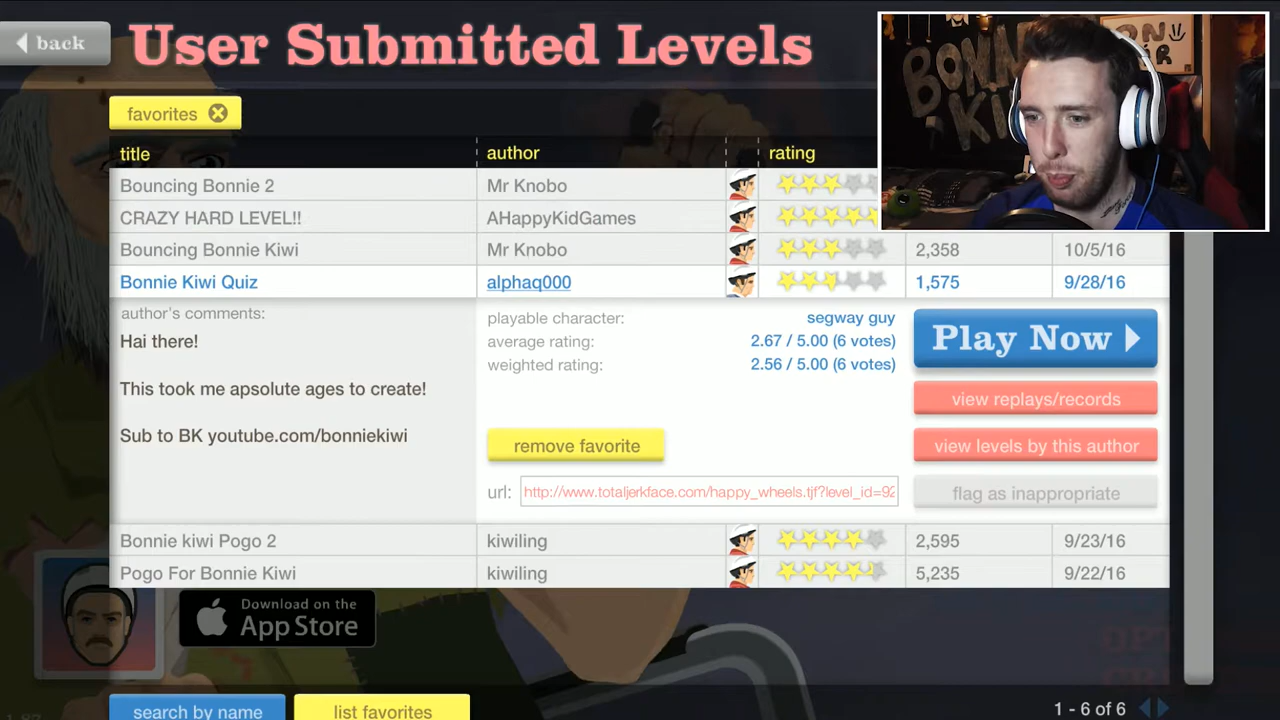 back
User Submitted Levels
favorites
title author rating
Bouncing Bonnie 2 Mr Knobo
CRAZY HARD LEVEL!! AHappyKidGames
Bouncing Bonnie Kiwi Mr Knobo 2,358 10/5/16
Bonnie Kiwi Quiz alphaq000 1,575 9/28/16
author's comments:
Hai there!
This took me apsolute ages to create!
Sub to BK youtube.com/bonniekiwi
playable character: segway guy
average rating: 2.67 / 5.00 (6 votes)
weighted rating: 2.56 / 5.00 (6 votes)
remove favorite
url: http://www.totaljerkface.com/happy_wheels.tjf?level_id=92
Play Now
view replays/records
view levels by this author
flag as inappropriate
Bonnie kiwi Pogo 2 kiwiling 2,595 9/23/16
Pogo For Bonnie Kiwi kiwiling 5,235 9/22/16
Download on the
App Store
search by name
list favorites
1 - 6 of 6